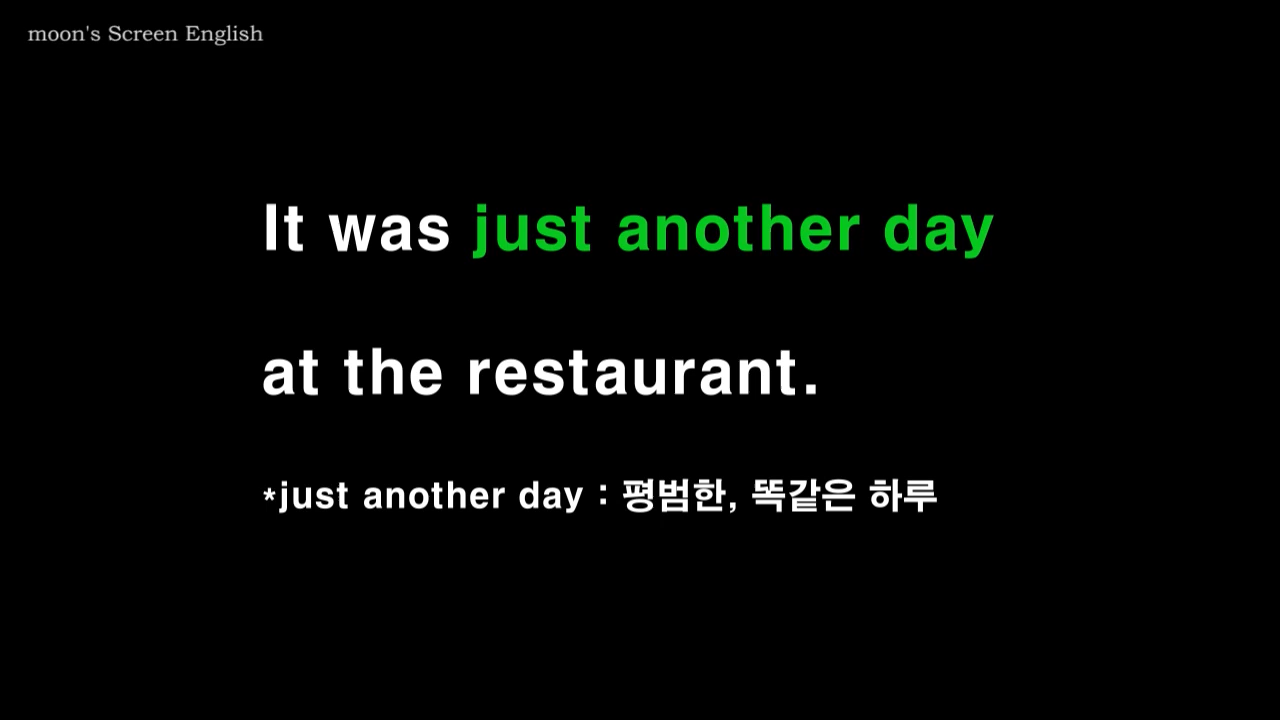 moon's Screen English
It was just another day
at the restaurant.
*just another day : 평범한, 똑같은 하루